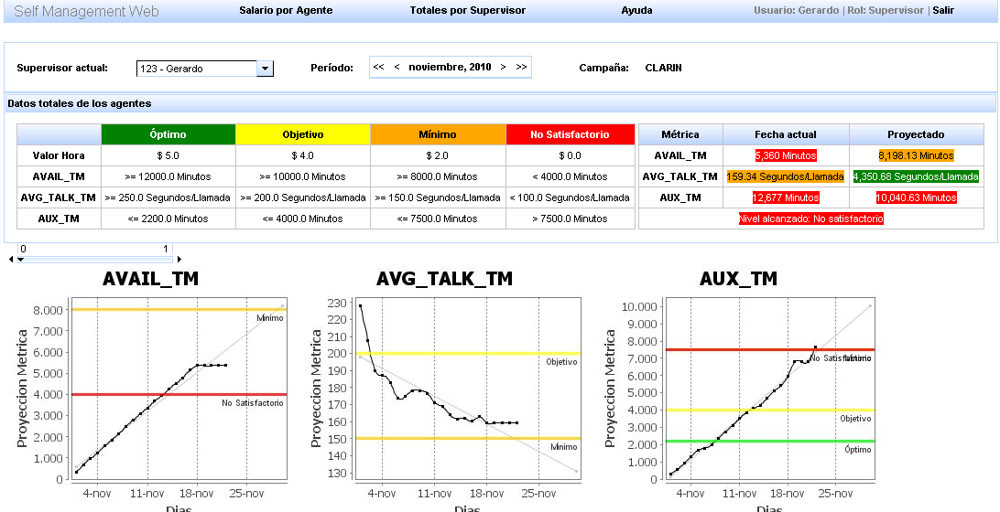 Self Management Web Salario por Agente Totales por Supervisor Ayuda Usuario: Gerardo | Rol: Supervisor | Salir
Supervisor actual: 123 - Gerardo Período: << < noviembre, 2010 > >> Campaña: CLARIN
Datos totales de los agentes
Óptimo Objetivo Mínimo No Satisfactorio Métrica Fecha actual Proyectado
Valor Hora $ 5.0 $ 4.0 $ 2.0 $ 0.0 AVAIL_TM 5,360 Minutos 8,198.13 Minutos
AVAIL_TM >= 12000.0 Minutos >= 10000.0 Minutos >= 8000.0 Minutos < 4000.0 Minutos AVG_TALK_TM 159.34 Segundos/Llamada 4,350.68 Segundos/Llamada
AVG_TALK_TM >= 250.0 Segundos/Llamada >= 200.0 Segundos/Llamada >= 150.0 Segundos/Llamada < 100.0 Segundos/Llamada AUX_TM 12,677 Minutos 10,040.63 Minutos
AUX_TM <= 2200.0 Minutos <= 4000.0 Minutos <= 7500.0 Minutos > 7500.0 Minutos Nivel alcanzado: No satisfactorio
0 1
AVAIL_TM
Proyeccion Metrica
8.000
7.000
6.000
5.000
4.000
3.000
2.000
1.000
0
Mínimo
No Satisfactorio
4-nov 11-nov 18-nov 25-nov
Dias
AVG_TALK_TM
Proyeccion Metrica
230
220
210
200
190
180
170
160
150
140
130
Objetivo
Mínimo
4-nov 11-nov 18-nov 25-nov
Dias
AUX_TM
Proyeccion Metrica
10.000
9.000
8.000
7.000
6.000
5.000
4.000
3.000
2.000
1.000
0
No Satisfactorio
Objetivo
Óptimo
4-nov 11-nov 18-nov 25-nov
Dias